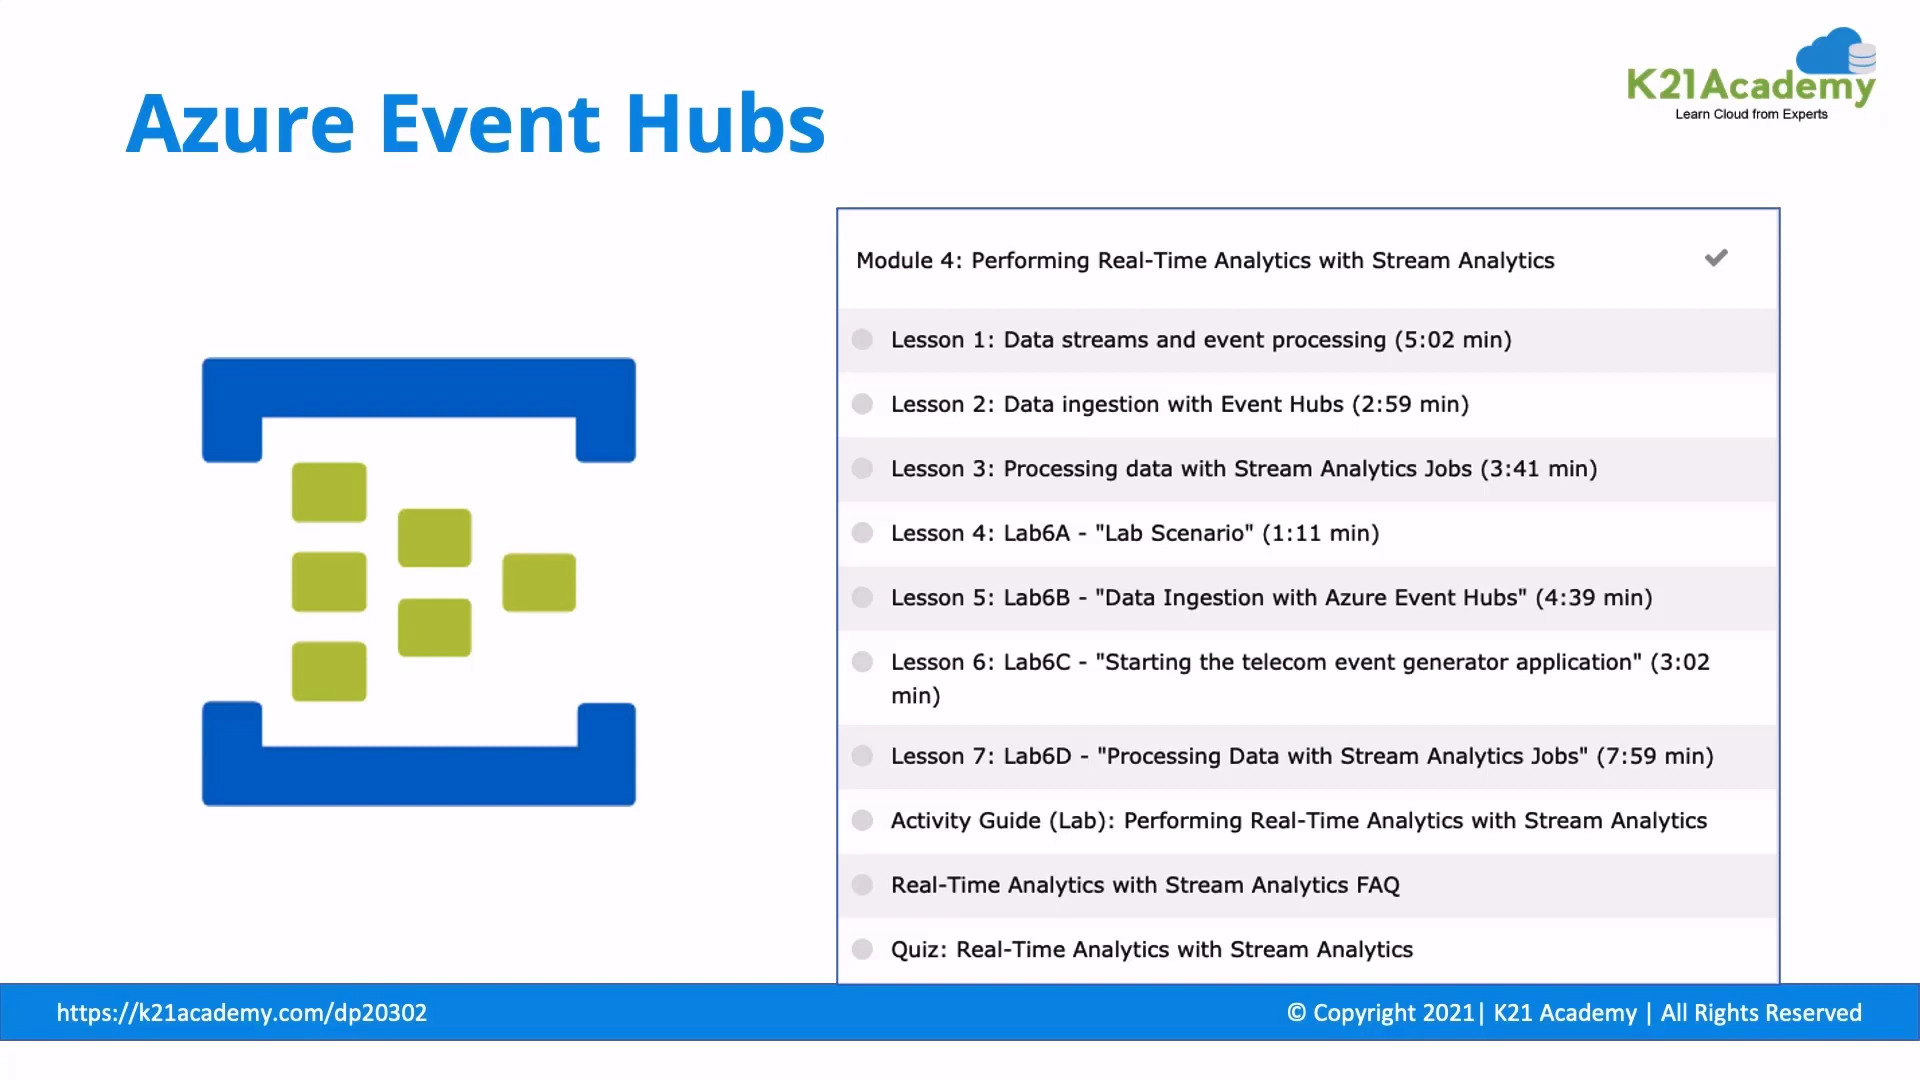 K21Academy
Learn Cloud from Experts
Azure Event Hubs
Module 4: Performing Real-Time Analytics with Stream Analytics
Lesson 1: Data streams and event processing (5:02 min)
Lesson 2: Data ingestion with Event Hubs (2:59 min)
Lesson 3: Processing data with Stream Analytics Jobs (3:41 min)
Lesson 4: Lab6A - "Lab Scenario" (1:11 min)
Lesson 5: Lab6B - "Data Ingestion with Azure Event Hubs" (4:39 min)
Lesson 6: Lab6C - "Starting the telecom event generator application" (3:02
min)
Lesson 7: Lab6D - "Processing Data with Stream Analytics Jobs" (7:59 min)
Activity Guide (Lab): Performing Real-Time Analytics with Stream Analytics
Real-Time Analytics with Stream Analytics FAQ
Quiz: Real-Time Analytics with Stream Analytics
https://k21academy.com/dp20302
© Copyright 2021| K21 Academy | All Rights Reserved